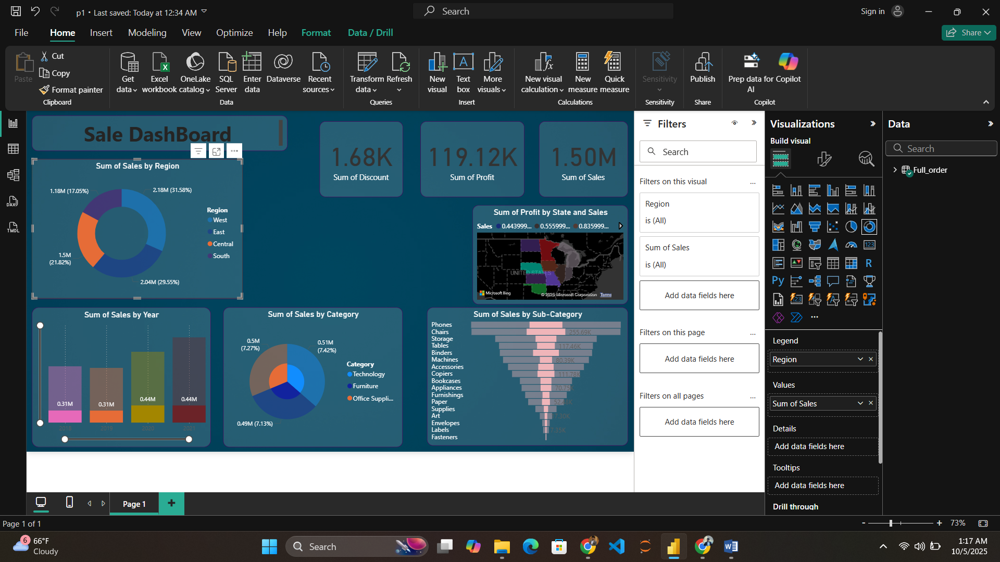 p1 • Last saved: Today at 12:34 AM
Search
Sign in
File
Home
Insert
Modeling
View
Optimize
Help
Format
Data / Drill
Share
Paste
Cut
Copy
Format painter
Clipboard
Get data
Excel workbook
OneLake catalog
SQL Server
Enter data
Dataverse
Recent sources
Data
Transform data
Refresh
Queries
New visual
Text box
More visuals
Insert
New visual calculation
New measure
Quick measure
Calculations
Sensitivity
Sensitivity
Publish
Share
Prep data for AI
Copilot
Copilot
DAX
TMDL
Sale DashBoard
1.68K
Sum of Discount
119.12K
Sum of Profit
1.50M
Sum of Sales
Sum of Sales by Region
1.18M (17.05%)
2.18M (31.58%)
1.5M
(21.82%)
2.04M (29.55%)
Region
West
East
Central
South
Sum of Profit by State and Sales
Sales 0.443999... 0.555999... 0.835999...
UNITED STATES
Microsoft Bing
© 2025 Microsoft Corporation Terms
Sum of Sales by Year
0.31M
0.31M
0.44M
0.44M
2018
2019
2020
2021
Sum of Sales by Category
0.5M
(7.27%)
0.51M
(7.42%)
0.49M (7.13%)
Category
Technology
Furniture
Office Suppli...
Sum of Sales by Sub-Category
Phones
Chairs 255.69K
Storage
Tables 117.46K
Binders
Machines 80.39K
Accessories
Copiers 111.78K
Bookcases
Appliances 70.75K
Furnishings
Paper
Supplies
Art 7.30K
Envelopes
Labels 7.35K
Fasteners
Filters
Search
Filters on this visual ...
Region
is (All)
Sum of Sales
is (All)
Add data fields here
Filters on this page ...
Add data fields here
Filters on all pages ...
Add data fields here
Visualizations
Build visual
123
R
Py
123
...
Legend
Region
Values
Sum of Sales
Details
Add data fields here
Tooltips
Add data fields here
Drill through
Data
Search
Full_order
Page 1
Page 1 of 1
- + 73%
6
66°F
Cloudy
Search
1:17 AM
10/5/2025